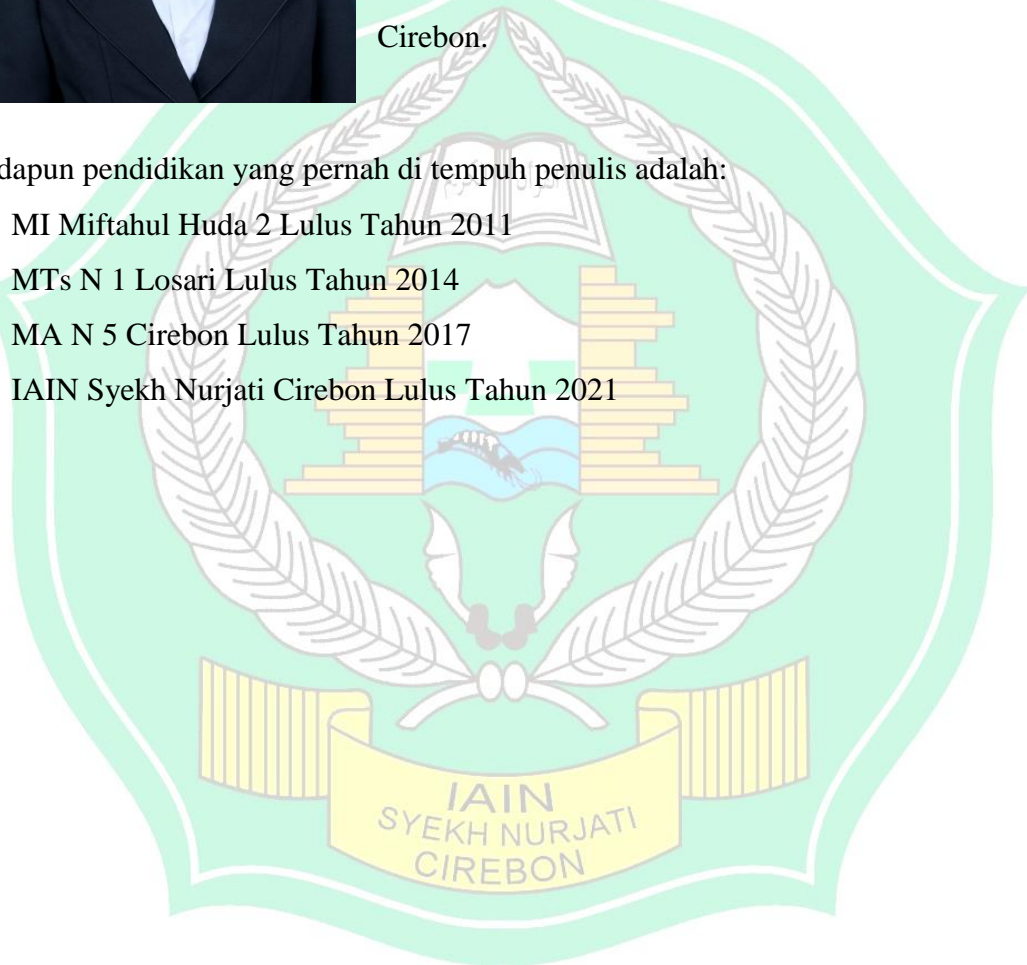 Cirebon.
dapun pendidikan yang pernah di tempuh penulis adalah:
MI Miftahul Huda 2 Lulus Tahun 2011
MTs N 1 Losari Lulus Tahun 2014
MA N 5 Cirebon Lulus Tahun 2017
IAIN Syekh Nurjati Cirebon Lulus Tahun 2021
IAIN
SYEKH NURJATI
CIREBON